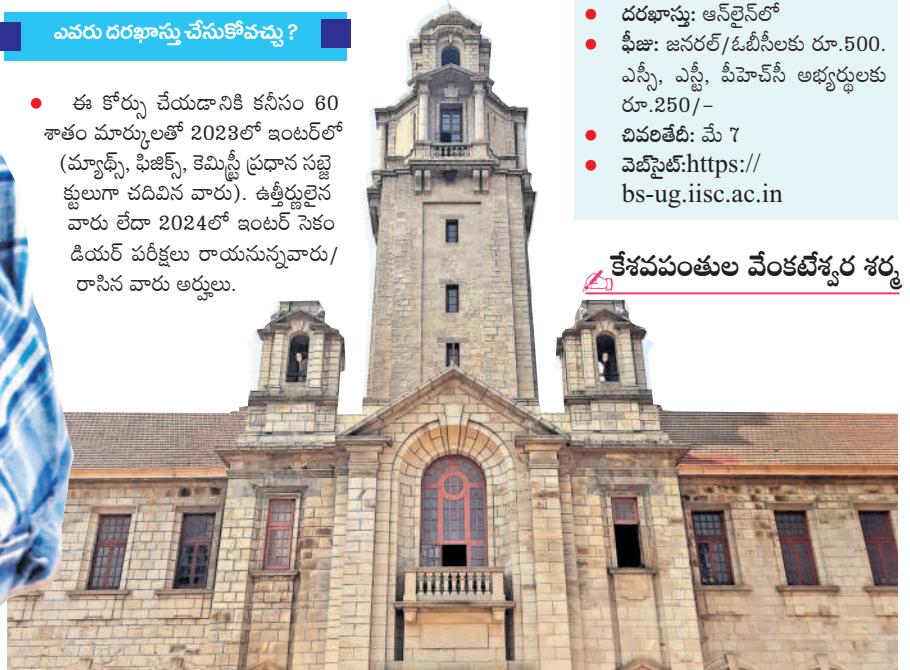 ఎవరు దరఖాస్తు చేసుకోవచ్చు?
● ఈ కోర్సు చేయడానికి కనీసం 60
శాతం మార్కులతో 2023లో ఇంటర్‌లో
(మ్యాథ్స్, ఫిజిక్స్, కెమిస్ట్రీ ప్రధాన సబ్జె
క్టులుగా చదివిన వారు). ఉత్తీర్ణులైన
వారు లేదా 2024లో ఇంటర్ సెకం
డియర్ పరీక్షలు రాయనున్నవారు/
రాసిన వారు అర్హులు.
● దరఖాస్తు: ఆన్‌లైన్‌లో
● ఫీజు: జనరల్/ఓబీసీలకు రూ.500.
ఎస్సీ, ఎస్టీ, పీహెచ్‌సీ అభ్యర్థులకు
రూ.250/-
● చివరితేదీ: మే 7
● వెబ్‌సైట్:https://
bs-ug.iisc.ac.in
కేశవపంతుల వేంకటేశ్వర శర్మ